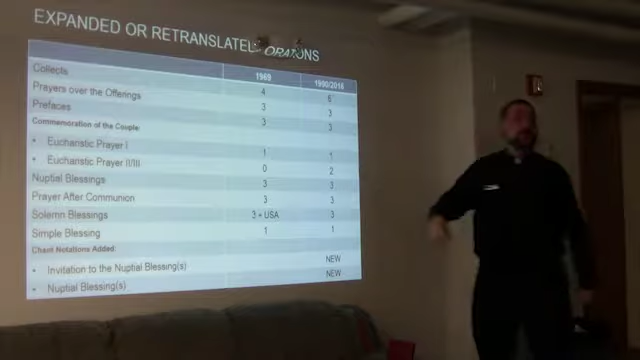 EXPANDED OR RETRANSLATED ORATIONS
1969 1990/2016
Collects 4 6
Prayers over the Offerings 3 3
Prefaces 3 3
Commemoration of the Couple:
• Eucharistic Prayer I 1 1
• Eucharistic Prayer II/III 0 2
Nuptial Blessings 3 3
Prayer After Communion 3 3
Solemn Blessings 3 + USA 3
Simple Blessing 1 1
Chant Notations Added:
• Invitation to the Nuptial Blessing(s) NEW
• Nuptial Blessing(s) NEW